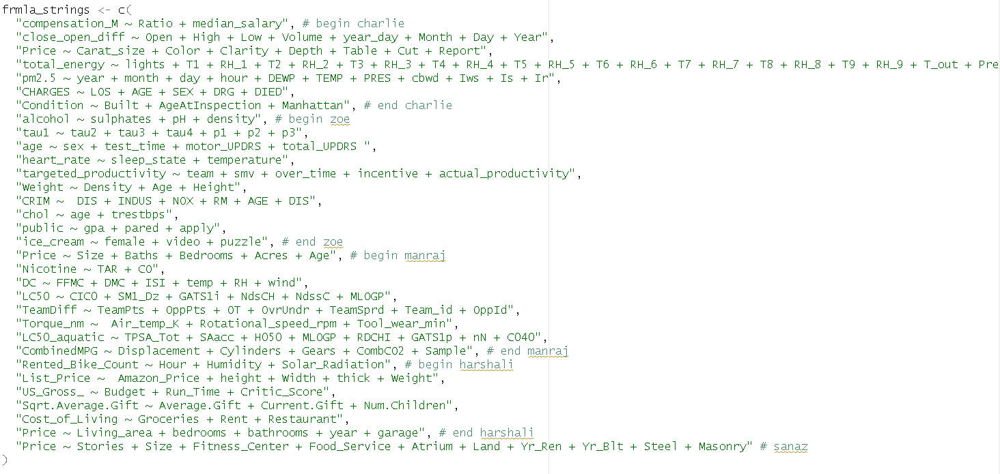 frmla_strings <- c(
  "compensation_M ~ Ratio + median_salary", # begin charlie
  "close_open_diff ~ Open + High + Low + Volume + year_day + Month + Day + Year",
  "Price ~ Carat_size + Color + Clarity + Depth + Table + Cut + Report",
  "total_energy ~ lights + T1 + RH_1 + T2 + RH_2 + T3 + RH_3 + T4 + RH_4 + T5 + RH_5 + T6 + RH_6 + T7 + RH_7 + T8 + RH_8 + T9 + RH_9 + T_out + Pre
  "pm2.5 ~ year + month + day + hour + DEWP + TEMP + PRES + cbwd + Iws + Is + Ir",
  "CHARGES ~ LOS + AGE + SEX + DRG + DIED",
  "Condition ~ Built + AgeAtInspection + Manhattan", # end charlie
  "alcohol ~ sulphates + pH + density", # begin zoe
  "tau1 ~ tau2 + tau3 + tau4 + p1 + p2 + p3",
  "age ~ sex + test_time + motor_UPDRS + total_UPDRS ",
  "heart_rate ~ sleep_state + temperature",
  "targeted_productivity ~ team + smv + over_time + incentive + actual_productivity",
  "Weight ~ Density + Age + Height",
  "CRIM ~  DIS + INDUS + NOX + RM + AGE + DIS",
  "chol ~ age + trestbps",
  "public ~ gpa + pared + apply",
  "ice_cream ~ female + video + puzzle", # end zoe
  "Price ~ Size + Baths + Bedrooms + Acres + Age", # begin manraj
  "Nicotine ~ TAR + CO",
  "DC ~ FFMC + DMC + ISI + temp + RH + wind",
  "LC50 ~ CIC0 + SM1_Dz + GATS1i + NdsCH + NdssC + MLOGP",
  "TeamDiff ~ TeamPts + OppPts + OT + OvrUndr + TeamSprd + Team_id + OppId",
  "Torque_nm ~  Air_temp_K + Rotational_speed_rpm + Tool_wear_min",
  "LC50_aquatic ~ TPSA_Tot + SAacc + H050 + MLOGP + RDCHI + GATS1p + nN + C040",
  "CombinedMPG ~ Displacement + Cylinders + Gears + CombCO2 + Sample", # end manraj
  "Rented_Bike_Count ~ Hour + Humidity + Solar_Radiation", # begin harshali
  "List_Price ~  Amazon_Price + height + Width + thick + Weight",
  "US_Gross_ ~ Budget + Run_Time + Critic_Score",
  "Sqrt.Average.Gift ~ Average.Gift + Current.Gift + Num.Children",
  "Cost_of_Living ~ Groceries + Rent + Restaurant",
  "Price ~ Living_area + bedrooms + bathrooms + year + garage", # end harshali
  "Price ~ Stories + Size + Fitness_Center + Food_Service + Atrium + Land + Yr_Ren + Yr_Blt + Steel + Masonry" # sanaz
)